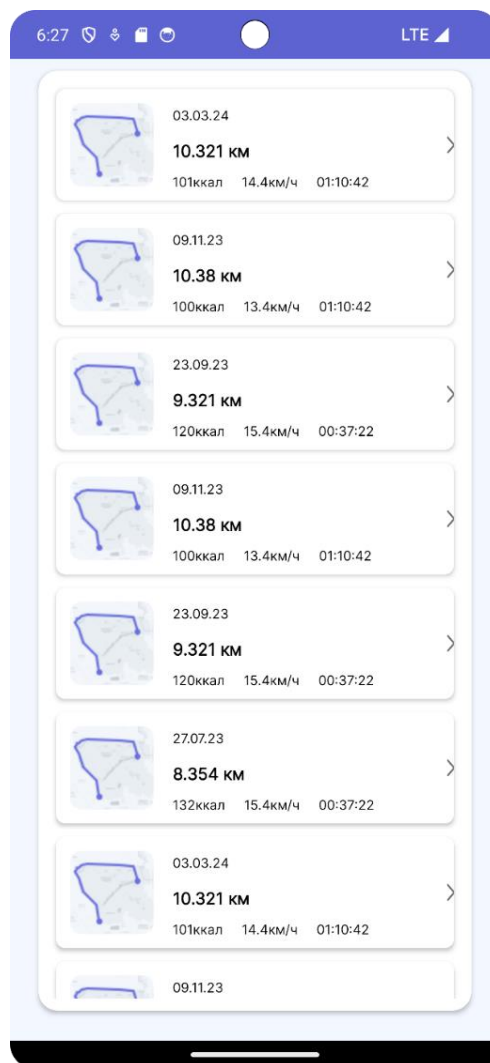 6:27 LTE
03.03.24
10.321 км
101ккал 14.4км/ч 01:10:42
09.11.23
10.38 км
100ккал 13.4км/ч 01:10:42
23.09.23
9.321 км
120ккал 15.4км/ч 00:37:22
09.11.23
10.38 км
100ккал 13.4км/ч 01:10:42
23.09.23
9.321 км
120ккал 15.4км/ч 00:37:22
27.07.23
8.354 км
132ккал 15.4км/ч 00:37:22
03.03.24
10.321 км
101ккал 14.4км/ч 01:10:42
09.11.23